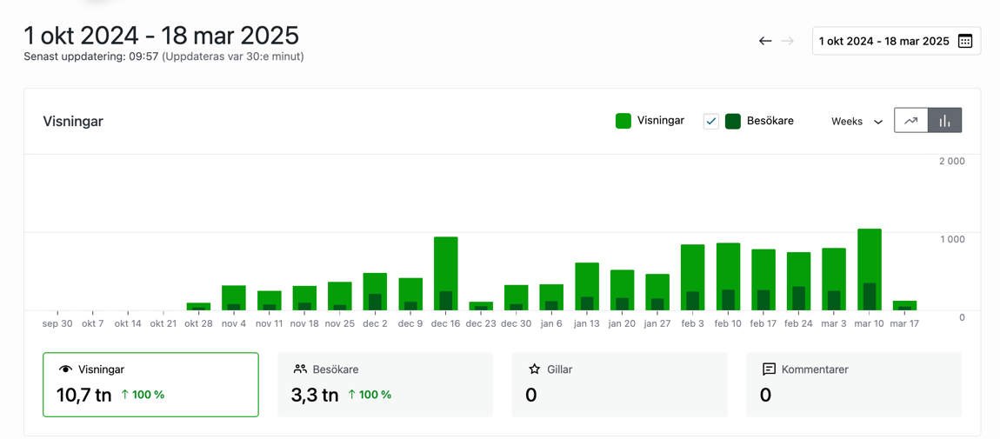 1 okt 2024 - 18 mar 2025
Senast uppdatering: 09:57 (Uppdateras var 30:e minut)
1 okt 2024 - 18 mar 2025
Visningar
Visningar
Besökare
Weeks
2 000
1 000
0
sep 30 okt 7 okt 14 okt 21 okt 28 nov 4 nov 11 nov 18 nov 25 dec 2 dec 9 dec 16 dec 23 dec 30 jan 6 jan 13 jan 20 jan 27 feb 3 feb 10 feb 17 feb 24 mar 3 mar 10 mar 17
Visningar
10,7 tn ↑ 100 %
Besökare
3,3 tn ↑ 100 %
Gillar
0
Kommentarer
0